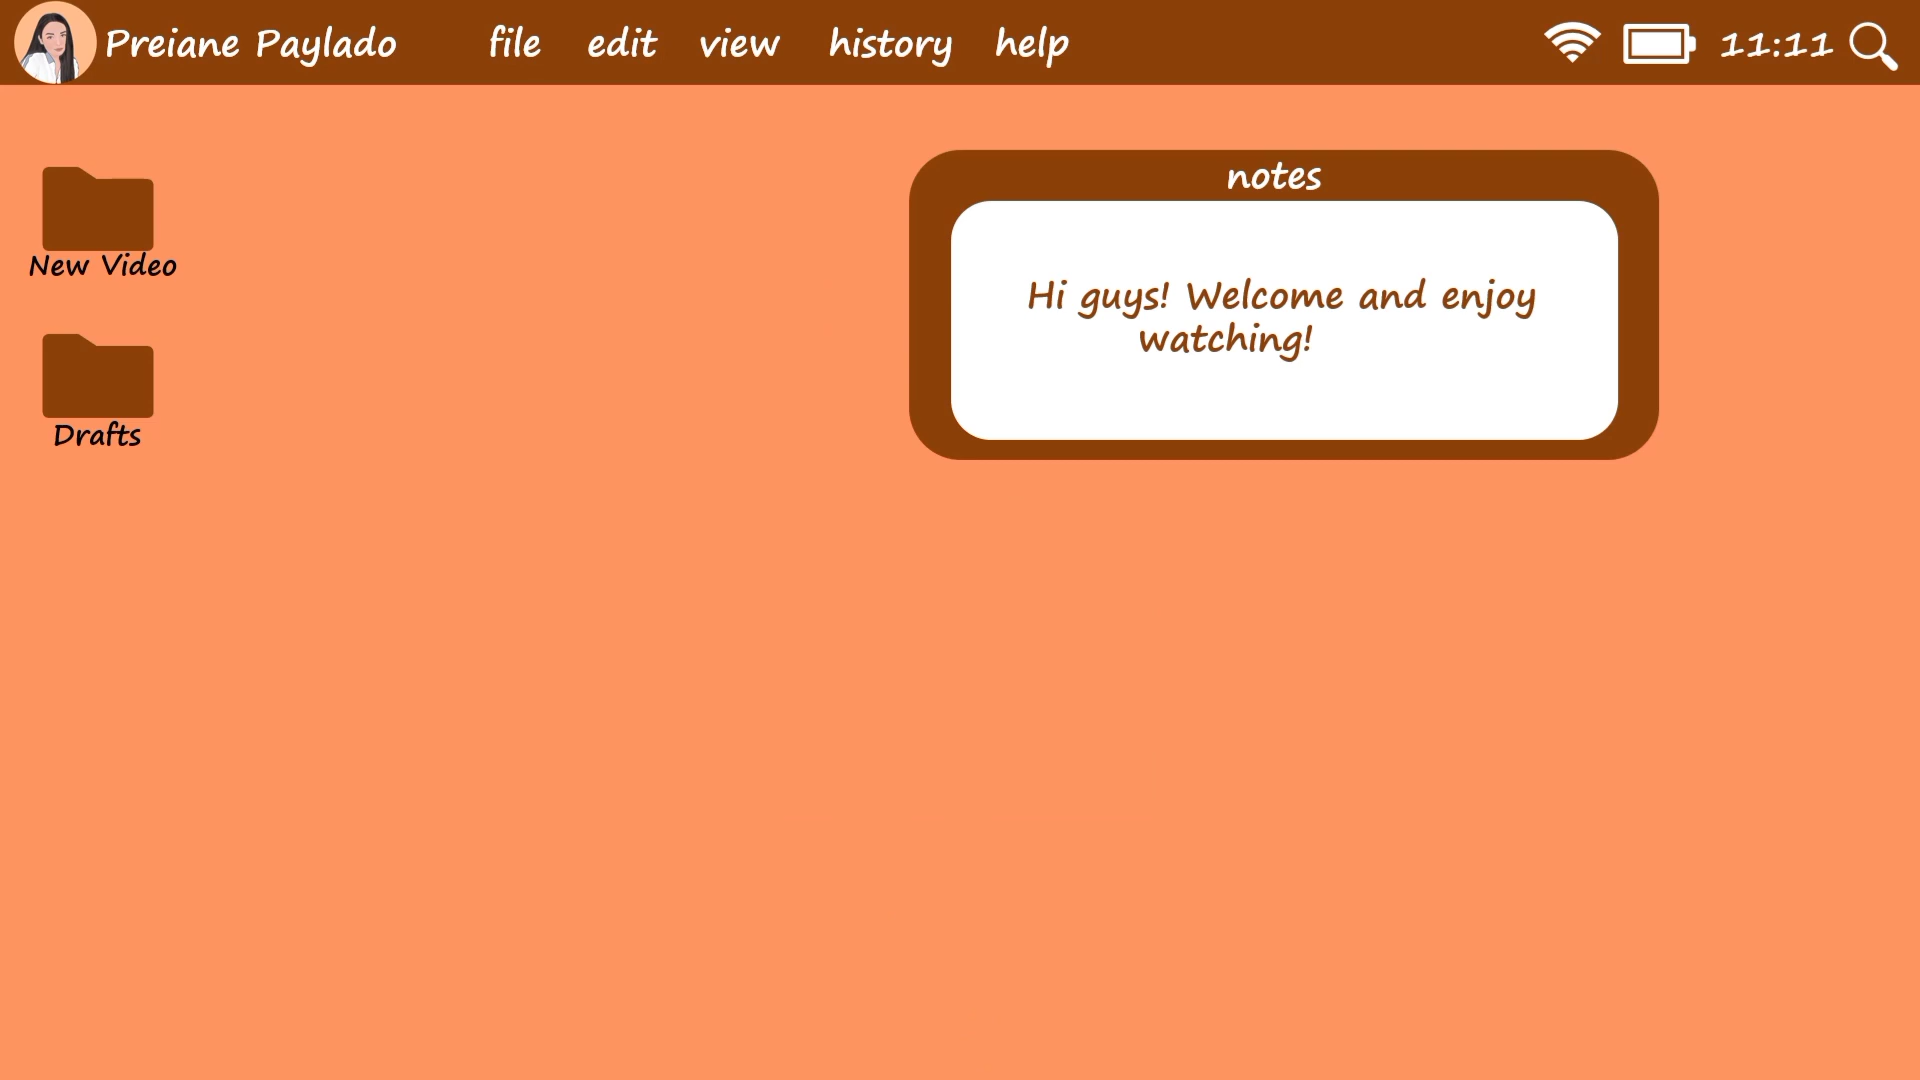 Preiane Paylado file edit view history help 11:11
notes
Hi guys! Welcome and enjoy
watching!
New Video
Drafts